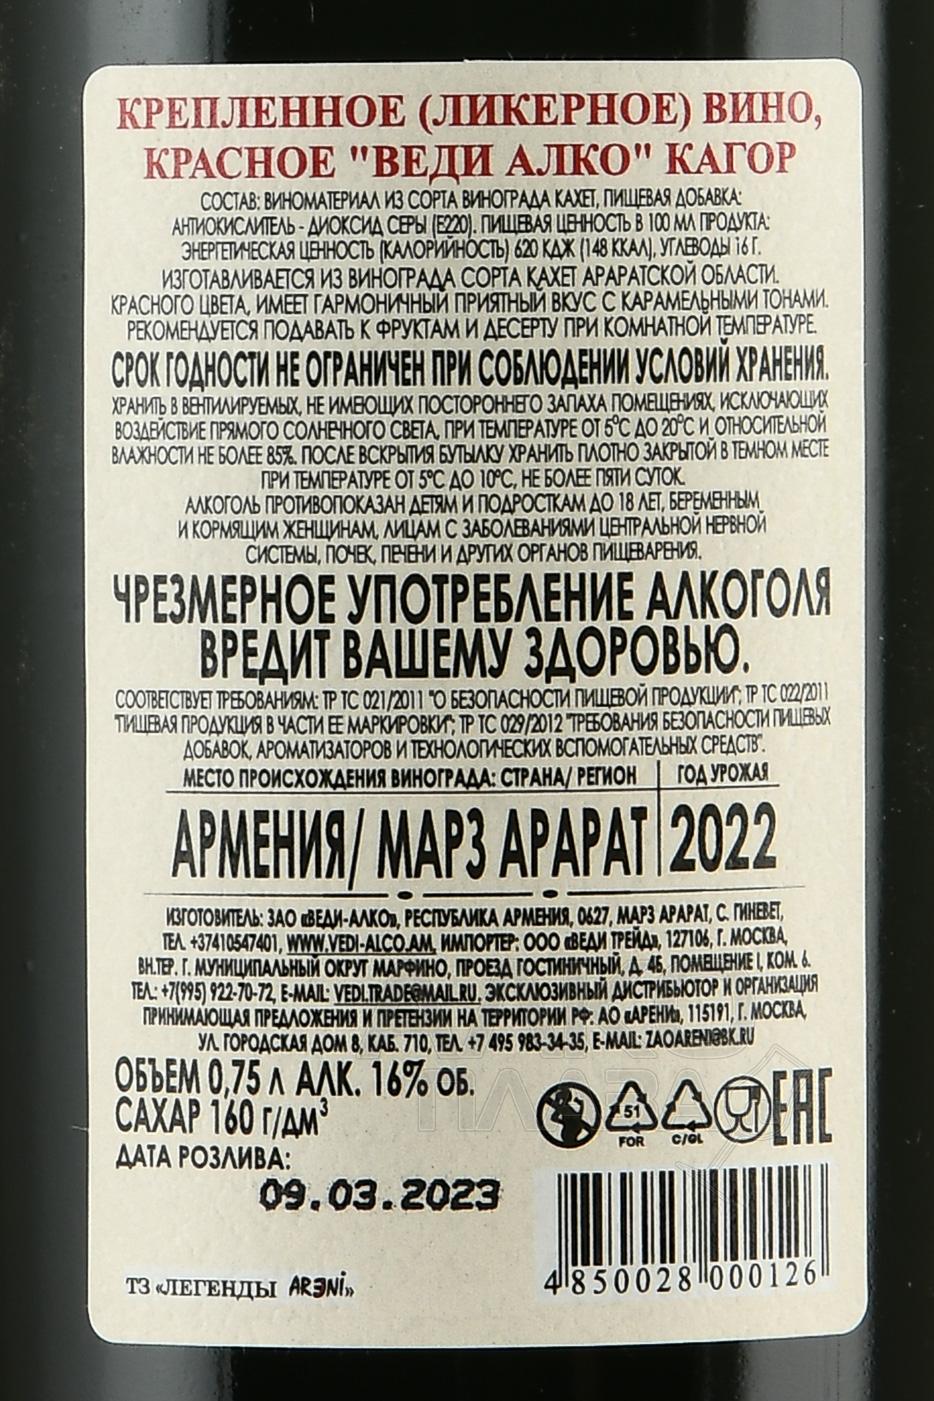 КРЕПЛЕННОЕ (ЛИКЕРНОЕ) ВИНО,
КРАСНОЕ "ВЕДИ АЛКО" КАГОР
СОСТАВ: ВИНОМАТЕРИАЛ ИЗ СОРТА ВИНОГРАДА КАХЕТ, ПИЩЕВАЯ ДОБАВКА:
АНТИОКИСЛИТЕЛЬ - ДИОКСИД СЕРЫ (Е220). ПИЩЕВАЯ ЦЕННОСТЬ В 100 МЛ ПРОДУКТА:
ЭНЕРГЕТИЧЕСКАЯ ЦЕННОСТЬ (КАЛОРИЙНОСТЬ) 620 КДЖ (148 ККАЛ), УГЛЕВОДЫ 16 Г.
ИЗГОТАВЛИВАЕТСЯ ИЗ ВИНОГРАДА СОРТА КАХЕТ АРАРАТСКОЙ ОБЛАСТИ.
КРАСНОГО ЦВЕТА, ИМЕЕТ ГАРМОНИЧНЫЙ ПРИЯТНЫЙ ВКУС С КАРАМЕЛЬНЫМИ ТОНАМИ.
РЕКОМЕНДУЕТСЯ ПОДАВАТЬ К ФРУКТАМ И ДЕСЕРТУ ПРИ КОМНАТНОЙ ТЕМПЕРАТУРЕ.
СРОК ГОДНОСТИ НЕ ОГРАНИЧЕН ПРИ СОБЛЮДЕНИИ УСЛОВИЙ ХРАНЕНИЯ.
ХРАНИТЬ В ВЕНТИЛИРУЕМЫХ, НЕ ИМЕЮЩИХ ПОСТОРОННЕГО ЗАПАХА ПОМЕЩЕНИЯХ, ИСКЛЮЧАЮЩИХ
ВОЗДЕЙСТВИЕ ПРЯМОГО СОЛНЕЧНОГО СВЕТА, ПРИ ТЕМПЕРАТУРЕ ОТ 5°С ДО 20°С И ОТНОСИТЕЛЬНОЙ
ВЛАЖНОСТИ НЕ БОЛЕЕ 85%. ПОСЛЕ ВСКРЫТИЯ БУТЫЛКУ ХРАНИТЬ ПЛОТНО ЗАКРЫТОЙ В ТЕМНОМ МЕСТЕ
ПРИ ТЕМПЕРАТУРЕ ОТ 5°С ДО 10°С, НЕ БОЛЕЕ ПЯТИ СУТОК.
АЛКОГОЛЬ ПРОТИВОПОКАЗАН ДЕТЯМ И ПОДРОСТКАМ ДО 18 ЛЕТ, БЕРЕМЕННЫМ
И КОРМЯЩИМ ЖЕНЩИНАМ, ЛИЦАМ С ЗАБОЛЕВАНИЯМИ ЦЕНТРАЛЬНОЙ НЕРВНОЙ
СИСТЕМЫ, ПОЧЕК, ПЕЧЕНИ И ДРУГИХ ОРГАНОВ ПИЩЕВАРЕНИЯ.
ЧРЕЗМЕРНОЕ УПОТРЕБЛЕНИЕ АЛКОГОЛЯ
ВРЕДИТ ВАШЕМУ ЗДОРОВЬЮ.
СООТВЕТСТВУЕТ ТРЕБОВАНИЯМ: ТР ТС 021/2011 "О БЕЗОПАСНОСТИ ПИЩЕВОЙ ПРОДУКЦИИ"; ТР ТС 022/2011
"ПИЩЕВАЯ ПРОДУКЦИЯ В ЧАСТИ ЕЕ МАРКИРОВКИ"; ТР ТС 029/2012 "ТРЕБОВАНИЯ БЕЗОПАСНОСТИ ПИЩЕВЫХ
ДОБАВОК, АРОМАТИЗАТОРОВ И ТЕХНОЛОГИЧЕСКИХ ВСПОМОГАТЕЛЬНЫХ СРЕДСТВ".
МЕСТО ПРОИСХОЖДЕНИЯ ВИНОГРАДА: СТРАНА/ РЕГИОН ГОД УРОЖАЯ
АРМЕНИЯ/ МАРЗ АРАРАТ 2022
ИЗГОТОВИТЕЛЬ: ЗАО «ВЕДИ-АЛКО», РЕСПУБЛИКА АРМЕНИЯ, 0627, МАРЗ АРАРАТ, С. ГИНЕВЕТ,
ТЕЛ. +37410547401, WWW.VEDI-ALCO.AM, ИМПОРТЕР: ООО «ВЕДИ ТРЕЙД», 127106, Г. МОСКВА,
ВН.ТЕР. Г. МУНИЦИПАЛЬНЫЙ ОКРУГ МАРФИНО, ПРОЕЗД ГОСТИНИЧНЫЙ, Д. 4Б, ПОМЕЩЕНИЕ I, КОМ. 6.
ТЕЛ.: +7(995) 922-70-72, E-MAIL: VEDI.TRADE@MAIL.RU. ЭКСКЛЮЗИВНЫЙ ДИСТРИБЬЮТОР И ОРГАНИЗАЦИЯ
ПРИНИМАЮЩАЯ ПРЕДЛОЖЕНИЯ И ПРЕТЕНЗИИ НА ТЕРРИТОРИИ РФ: АО «АРЕНИ», 115191, Г. МОСКВА,
УЛ. ГОРОДСКАЯ ДОМ 8, КАБ. 710, ТЕЛ. +7 495 983-34-35, E-MAIL: ZAOARENI@BK.RU
ОБЪЕМ 0,75 Л АЛК. 16% ОБ.
САХАР 160 Г/ДМ³
ДАТА РОЗЛИВА:
09.03.2023
51
FOR
C/GL
EAC
4 850028 000126
ТЗ «ЛЕГЕНДЫ ARENI»